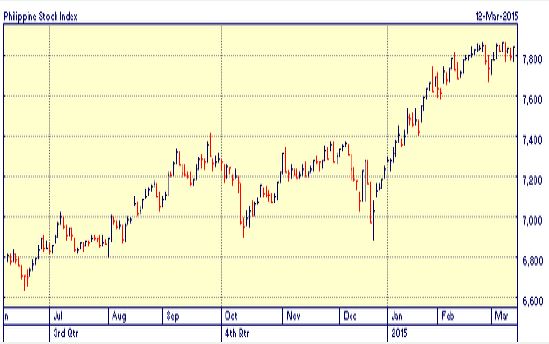 Philippine Stock Index 12-Mar-2015
7,800
7,600
7,400
7,200
7,000
6,800
6,600
n Jul Aug Sep Oct Nov Dec Jan Feb Mar
3rd Qtr 4th Qtr 2015